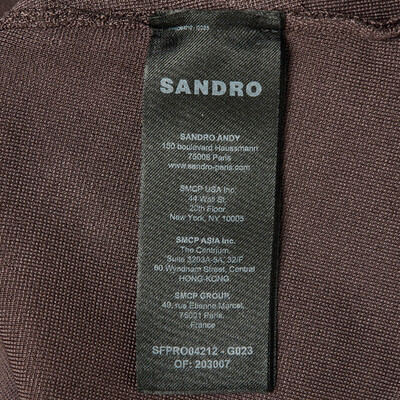 SANDRO
SANDRO ANDY
150 boulevard Haussmann
75008 Paris
www.sandro-paris.com
SMCP USA Inc.
44 Wall St.
20th Floor
New York, NY 10005
SMCP ASIA Inc.
The Centrium,
Suite 3203A-5A, 32/F
60 Wyndham Street, Central
HONG-KONG
SMCP GROUP,
49, rue Etienne Marcel,
75001 Paris,
France
SFPRO04212 - G023
OF: 203007